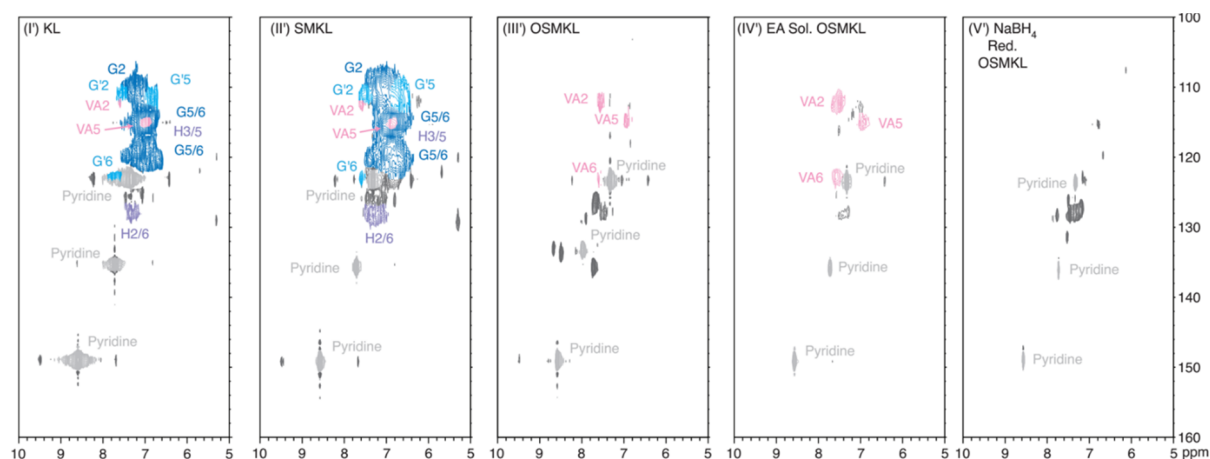 (I') KL
G2
G'2
G'5
VA2
G5/6
VA5
H3/5
G5/6
G'6
Pyridine
H2/6
Pyridine
Pyridine
10 9 8 7 6 5
(II') SMKL
G2
G'2
G'5
VA2
G5/6
VA5
H3/5
G'6
G5/6
Pyridine
H2/6
Pyridine
Pyridine
10 9 8 7 6 5
(III') OSMKL
VA2
VA5
VA6
Pyridine
Pyridine
Pyridine
10 9 8 7 6 5
(IV') EA Sol. OSMKL
VA2
VA5
Pyridine
VA6
Pyridine
Pyridine
10 9 8 7 6 5
(V') NaBH4
Red.
OSMKL
Pyridine
Pyridine
Pyridine
10 9 8 7 6 5 ppm
100
110
120
130
140
150
160